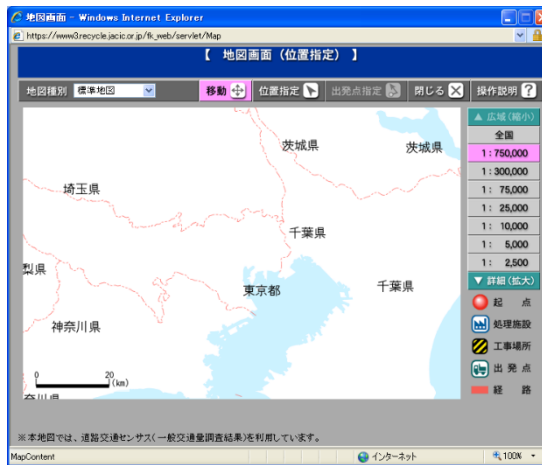 地図画面 - Windows Internet Explorer
https://www3.recycle.jacic.or.jp/fk_web/servlet/Map
【 地図画面（位置指定） 】
地図種別 標準地図 移動 位置指定 出発点指定 閉じる 操作説明 ?
▲ 広域(縮小)
全国
1：750,000
1：300,000
1： 75,000
1： 25,000
1： 10,000
1： 5,000
1： 2,500
▼ 詳細(拡大)
起 点
処理施設
工事場所
出 発 点
経 路
茨城県
茨城県
埼玉県
千葉県
梨県
東京都
千葉県
神奈川県
0 20
(km)
奈川県
※本地図では、道路交通センサス(一般交通量調査結果)を利用しています。
MapContent インターネット 100%